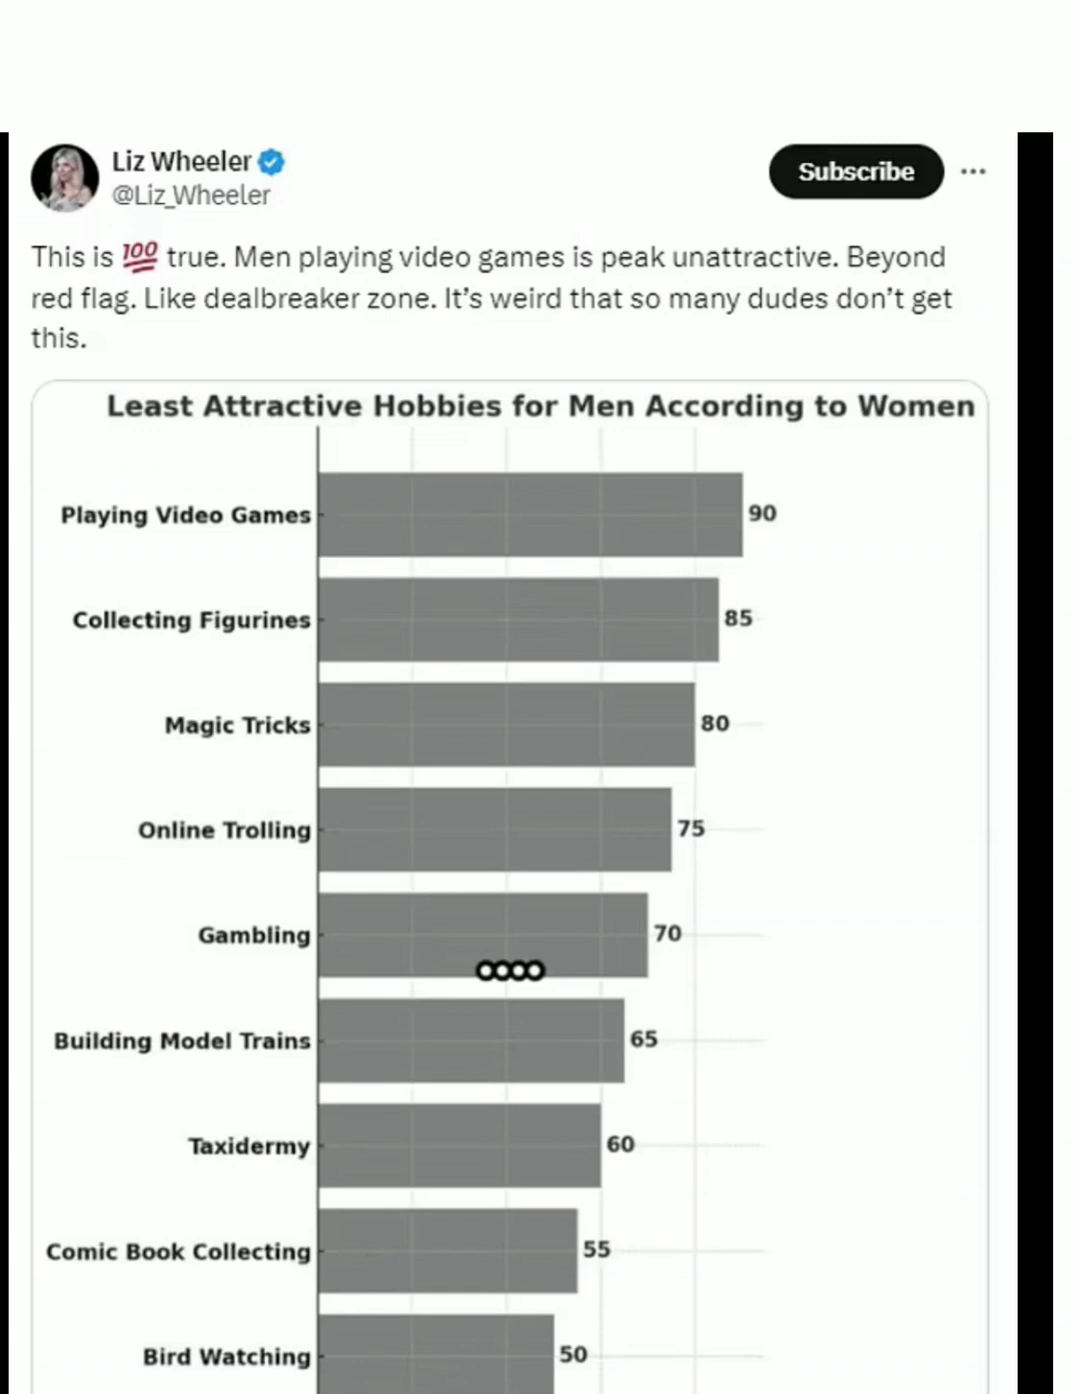 Liz Wheeler
@Liz_Wheeler
Subscribe
This is 💯 true. Men playing video games is peak unattractive. Beyond
red flag. Like dealbreaker zone. It’s weird that so many dudes don’t get
this.
Least Attractive Hobbies for Men According to Women
Playing Video Games 90
Collecting Figurines 85
Magic Tricks 80
Online Trolling 75
Gambling 70
Building Model Trains 65
Taxidermy 60
Comic Book Collecting 55
Bird Watching 50